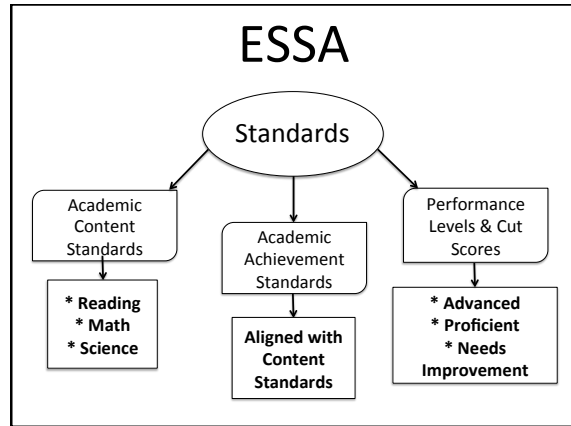 ESSA
Standards
Academic
Content
Standards
* Reading
* Math
* Science
Academic
Achievement
Standards
Aligned with
Content
Standards
Performance
Levels & Cut
Scores
* Advanced
* Proficient
* Needs
Improvement